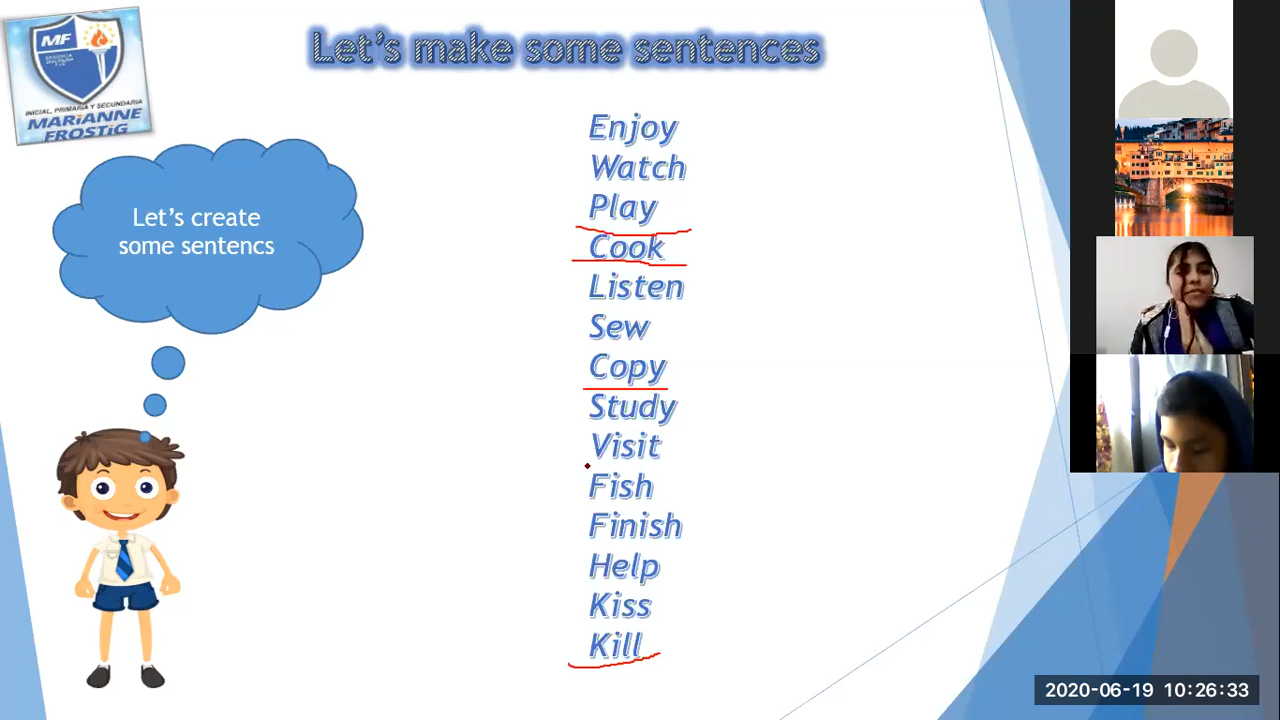 Let's make some sentences
MF
INICIAL, PRIMARIA Y SECUNDARIA
MARIANNE
FROSTIG
Let's create
some sentencs
Enjoy
Watch
Play
Cook
Listen
Sew
Copy
Study
Visit
Fish
Finish
Help
Kiss
Kill
2020-06-19 10:26:33